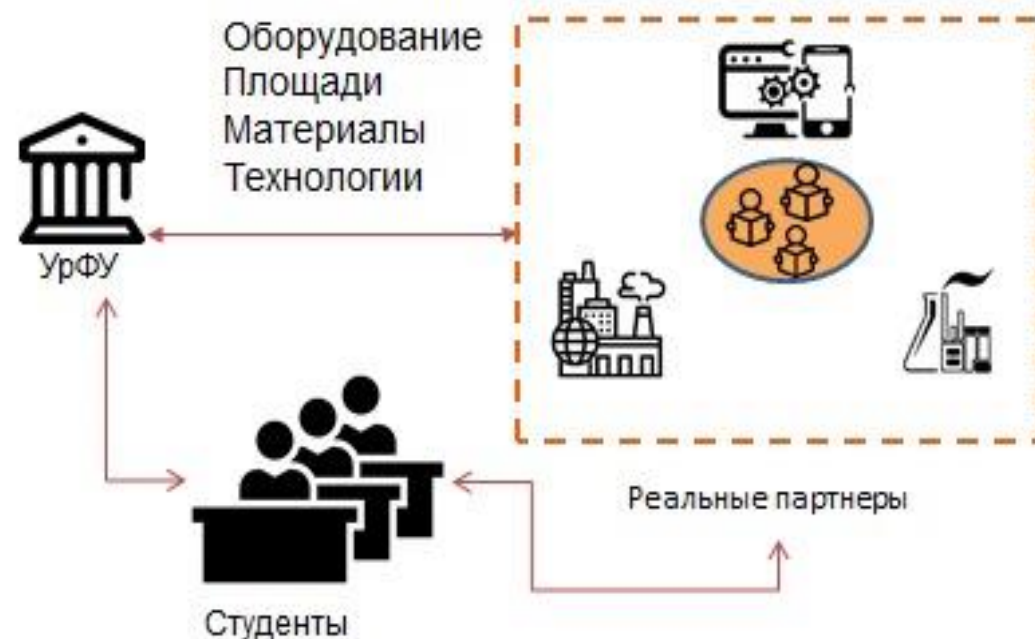 Оборудование
Площади
Материалы
Технологии
УрФУ
Реальные партнеры
Студенты